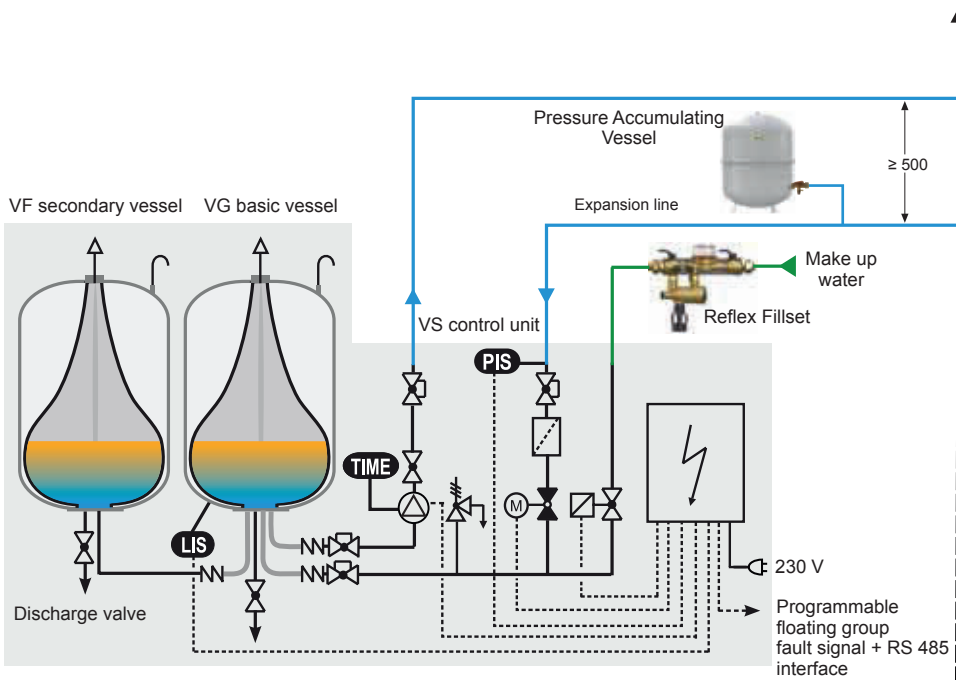 Pressure Accumulating
Vessel
≥ 500
VF secondary vessel
VG basic vessel
Expansion line
Make up
water
Reflex Fillset
VS control unit
PIS
TIME
M
LIS
230 V
Discharge valve
Programmable
floating group
fault signal + RS 485
interface